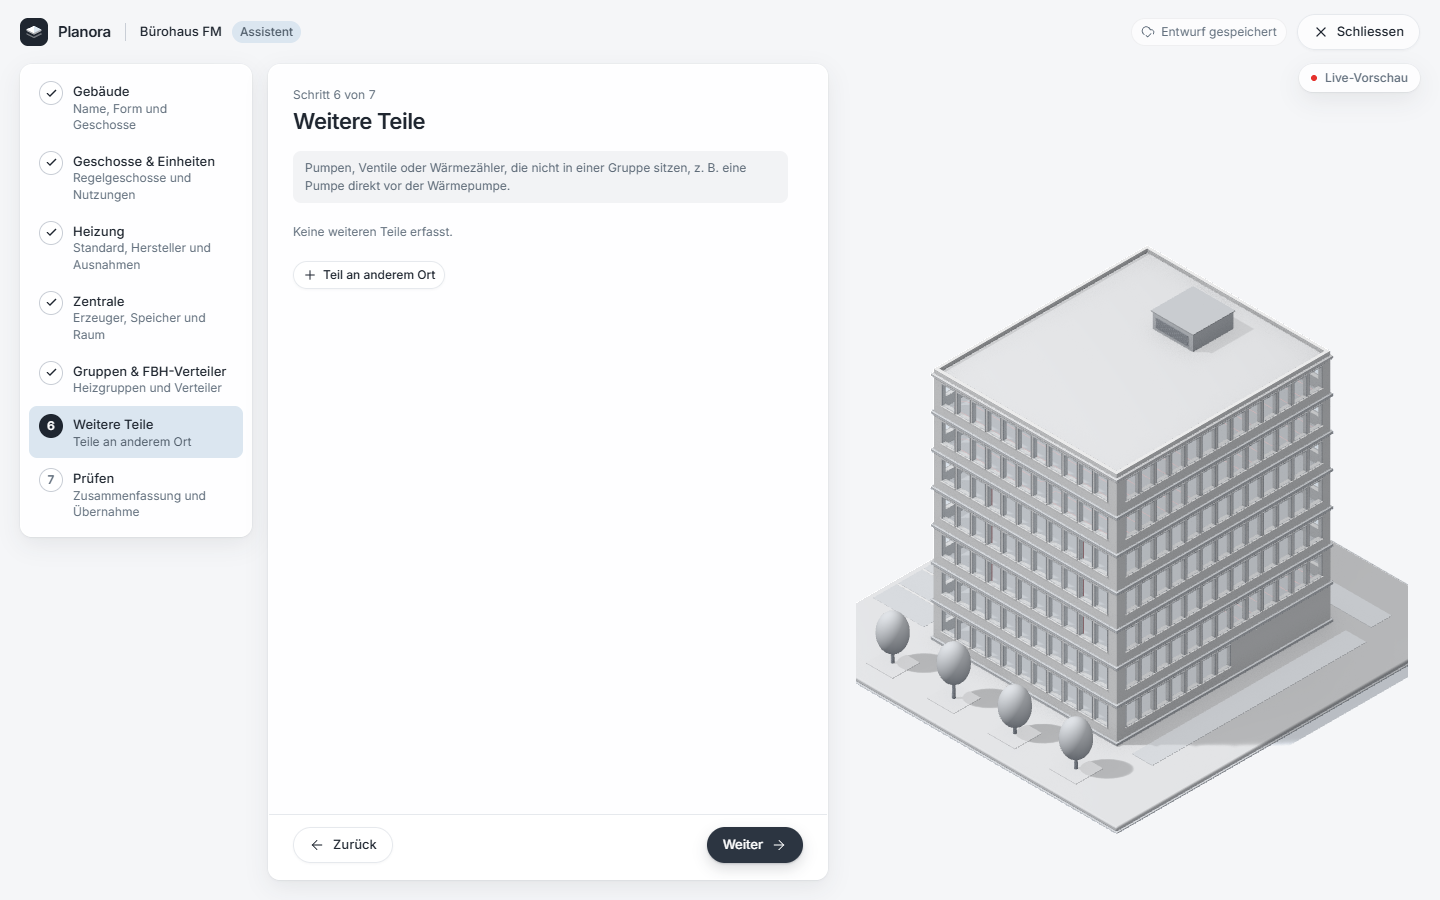 Planora
Bürohaus FM
Assistent
Entwurf gespeichert
Schliessen
Gebäude
Name, Form und
Geschosse
Geschosse & Einheiten
Regelgeschosse und
Nutzungen
Heizung
Standard, Hersteller und
Ausnahmen
Zentrale
Erzeuger, Speicher und
Raum
Gruppen & FBH-Verteiler
Heizgruppen und Verteiler
6
Weitere Teile
Teile an anderem Ort
7
Prüfen
Zusammenfassung und
Übernahme
Schritt 6 von 7
Weitere Teile
Pumpen, Ventile oder Wärmezähler, die nicht in einer Gruppe sitzen, z. B. eine
Pumpe direkt vor der Wärmepumpe.
Keine weiteren Teile erfasst.
Teil an anderem Ort
Zurück
Weiter
Live-Vorschau